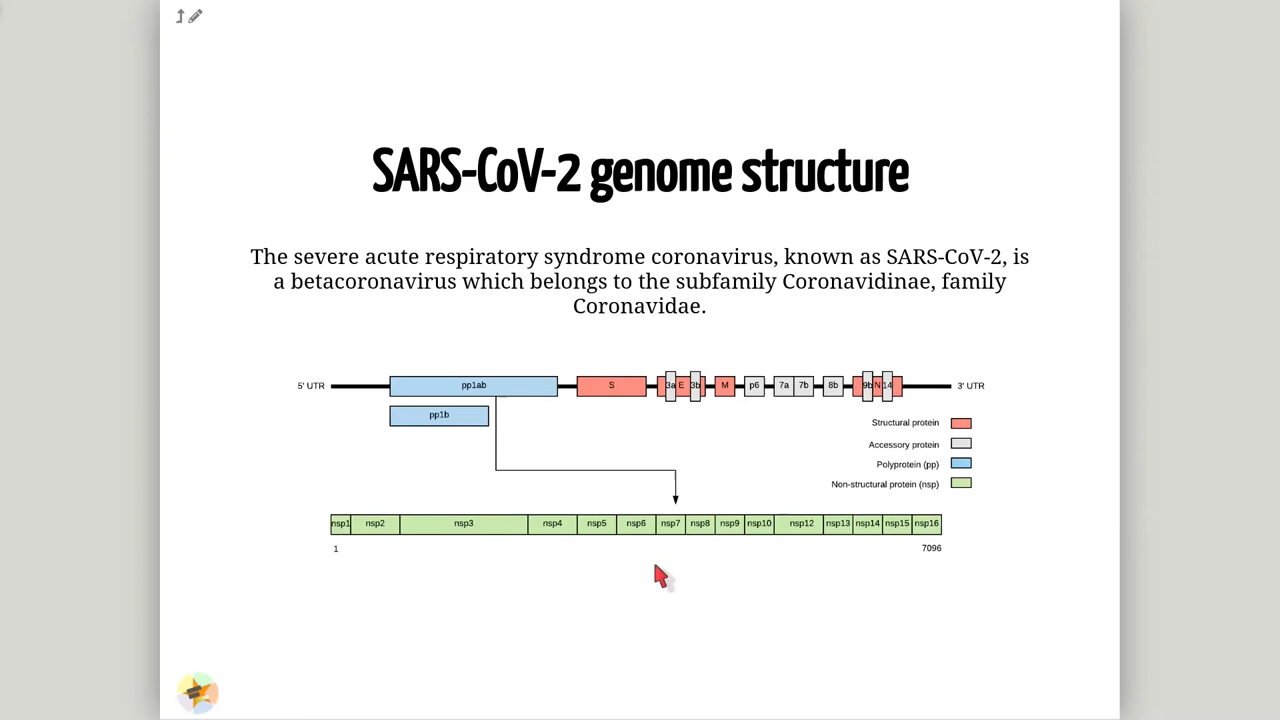 SARS-CoV-2 genome structure
The severe acute respiratory syndrome coronavirus, known as SARS-CoV-2, is
a betacoronavirus which belongs to the subfamily Coronavidinae, family
Coronavidae.
5' UTR pp1ab S 3a E 3b M p6 7a 7b 8b 9b N 14 3' UTR
pp1b
Structural protein
Accessory protein
Polyprotein (pp)
Non-structural protein (nsp)
nsp1 nsp2 nsp3 nsp4 nsp5 nsp6 nsp7 nsp8 nsp9 nsp10 nsp12 nsp13 nsp14 nsp15 nsp16
1 7096